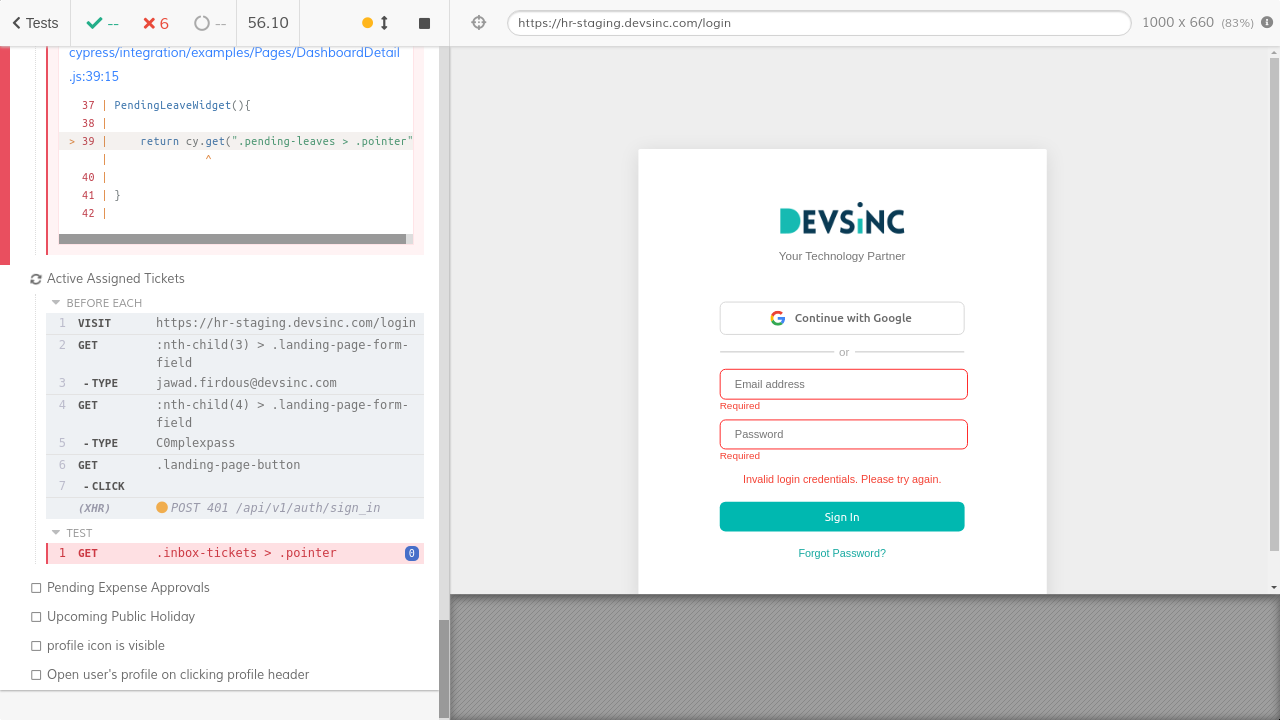 Tests
--
6
--
56.10
https://hr-staging.devsinc.com/login
1000 x 660 (83%)
cypress/integration/examples/Pages/DashboardDetail
.js:39:15
37 | PendingLeaveWidget(){
38 |
> 39 | return cy.get(".pending-leaves > .pointer"
| ^
40 |
41 | }
42 |
Active Assigned Tickets
BEFORE EACH
1 VISIT https://hr-staging.devsinc.com/login
2 GET :nth-child(3) > .landing-page-form-
field
3 -TYPE jawad.firdous@devsinc.com
4 GET :nth-child(4) > .landing-page-form-
field
5 -TYPE C0mplexpass
6 GET .landing-page-button
7 -CLICK
(XHR) POST 401 /api/v1/auth/sign_in
TEST
1 GET .inbox-tickets > .pointer 0
Pending Expense Approvals
Upcoming Public Holiday
profile icon is visible
Open user's profile on clicking profile header
DEVSiNC
Your Technology Partner
Continue with Google
or
Email address
Required
Password
Required
Invalid login credentials. Please try again.
Sign In
Forgot Password?